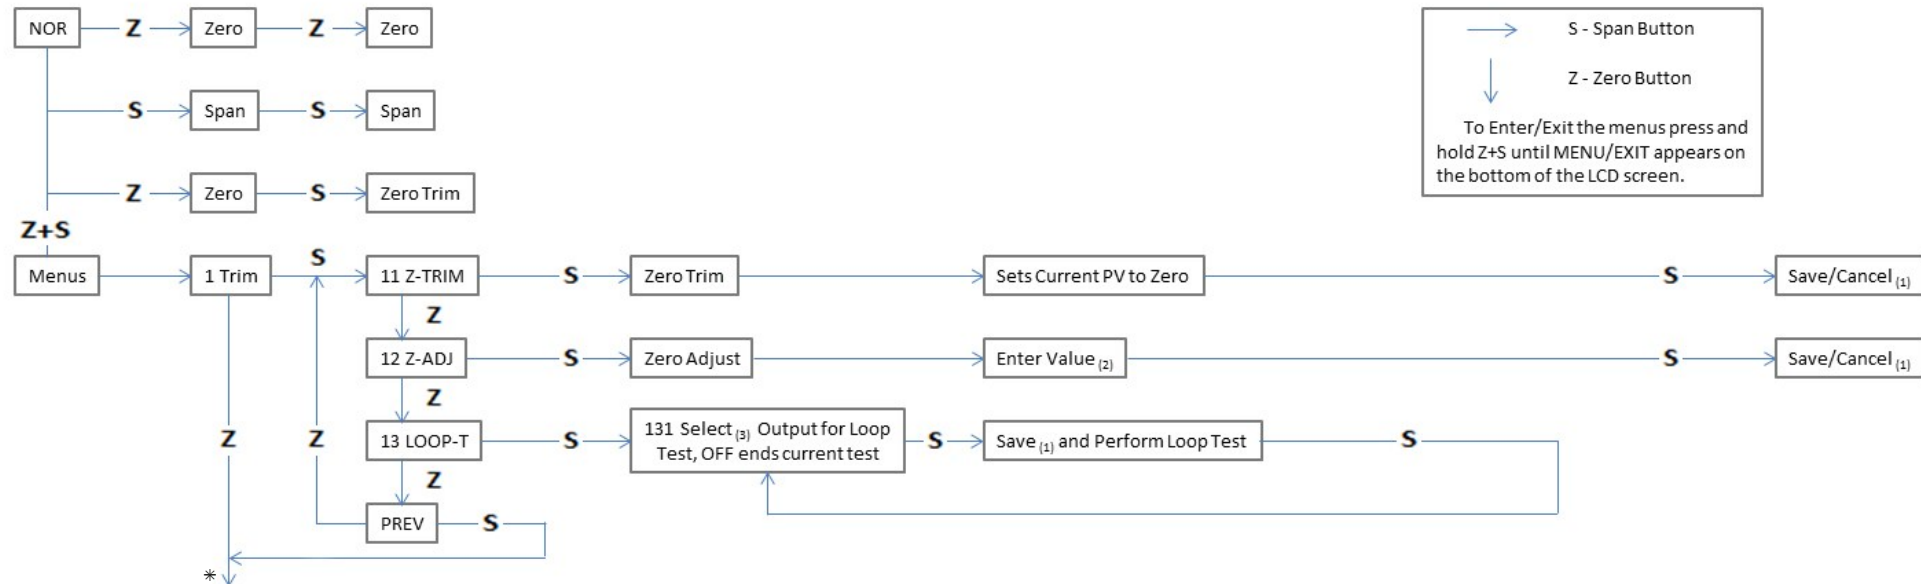 NOR Z Zero Z Zero
S - Span Button
Z - Zero Button
To Enter/Exit the menus press and
hold Z+S until MENU/EXIT appears on
the bottom of the LCD screen.
S Span S Span
Z Zero S Zero Trim
Z+S
Menus 1 Trim S 11 Z-TRIM S Zero Trim Sets Current PV to Zero S Save/Cancel (1)
Z
12 Z-ADJ S Zero Adjust Enter Value (2) S Save/Cancel (1)
Z
Z Z 13 LOOP-T S 131 Select (3) Output for Loop
Test, OFF ends current test
S Save (1) and Perform Loop Test S
Z
PREV S
*